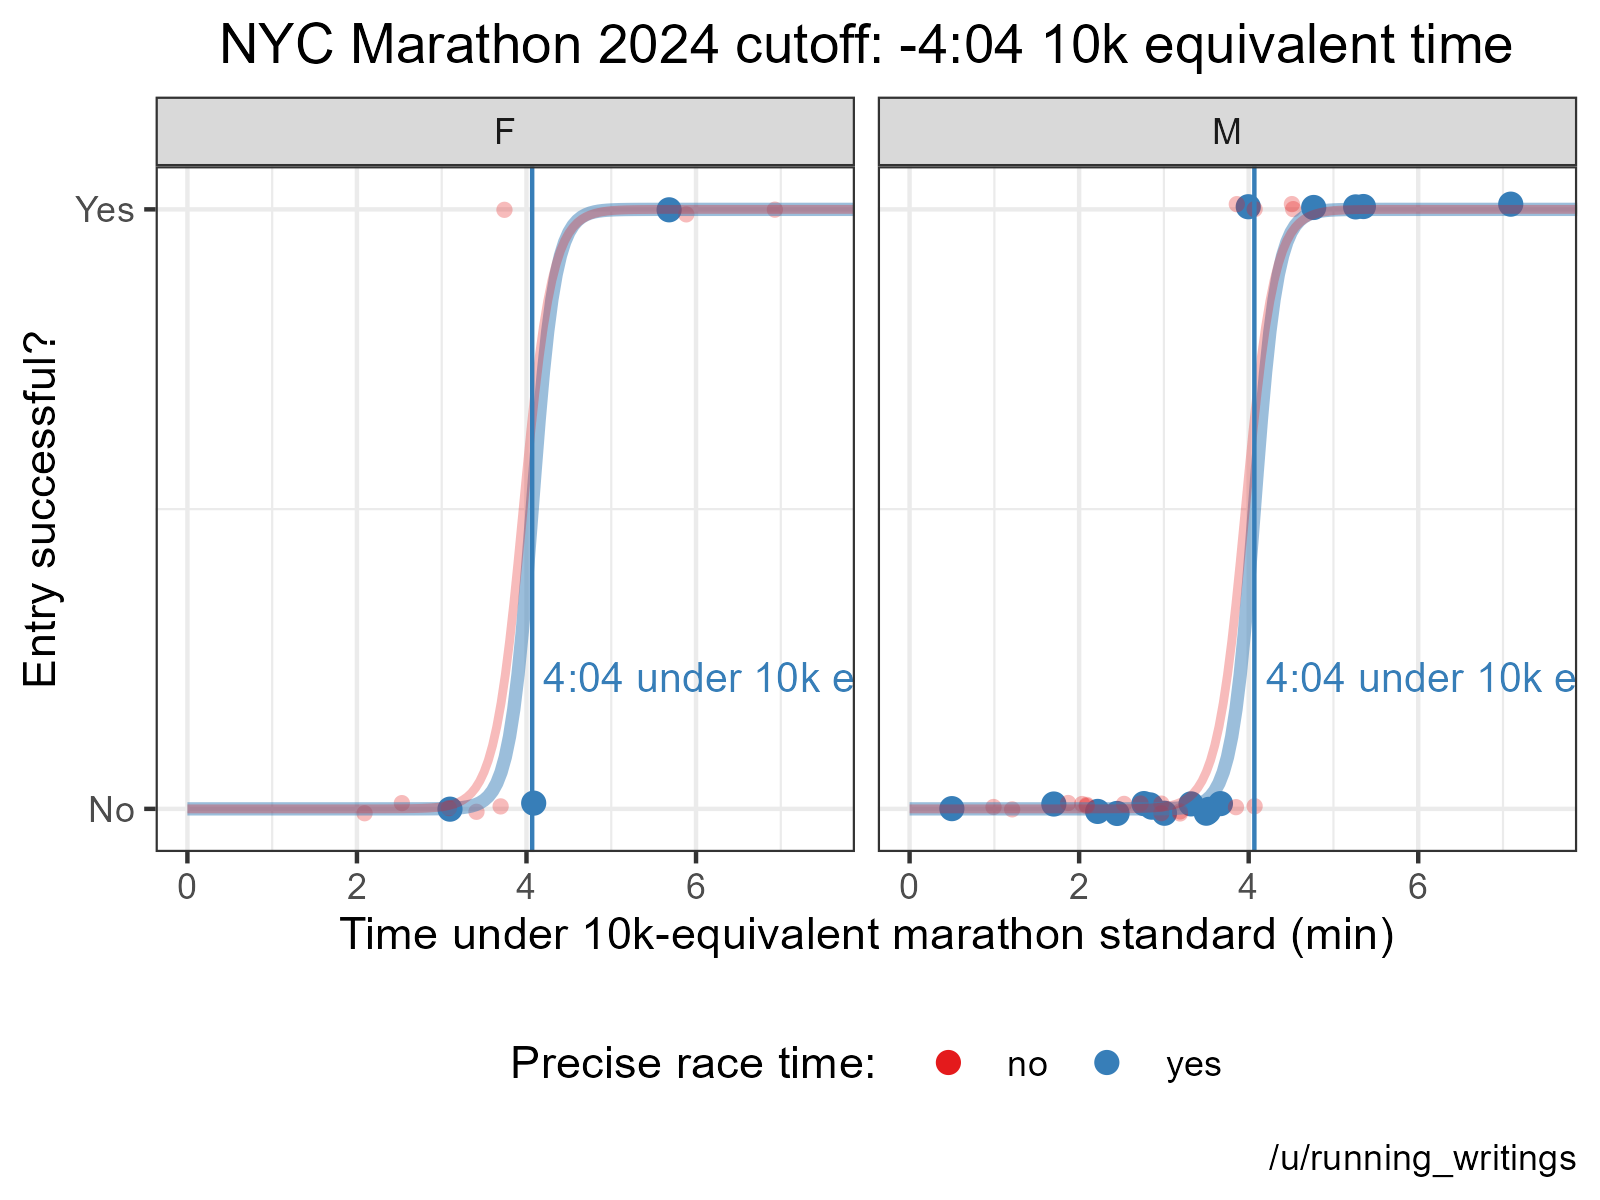 NYC Marathon 2024 cutoff: -4:04 10k equivalent time
F
M
Yes
No
Entry successful?
4:04 under 10k e
4:04 under 10k e
0 2 4 6
0 2 4 6
Time under 10k-equivalent marathon standard (min)
Precise race time: no yes
/u/running_writings